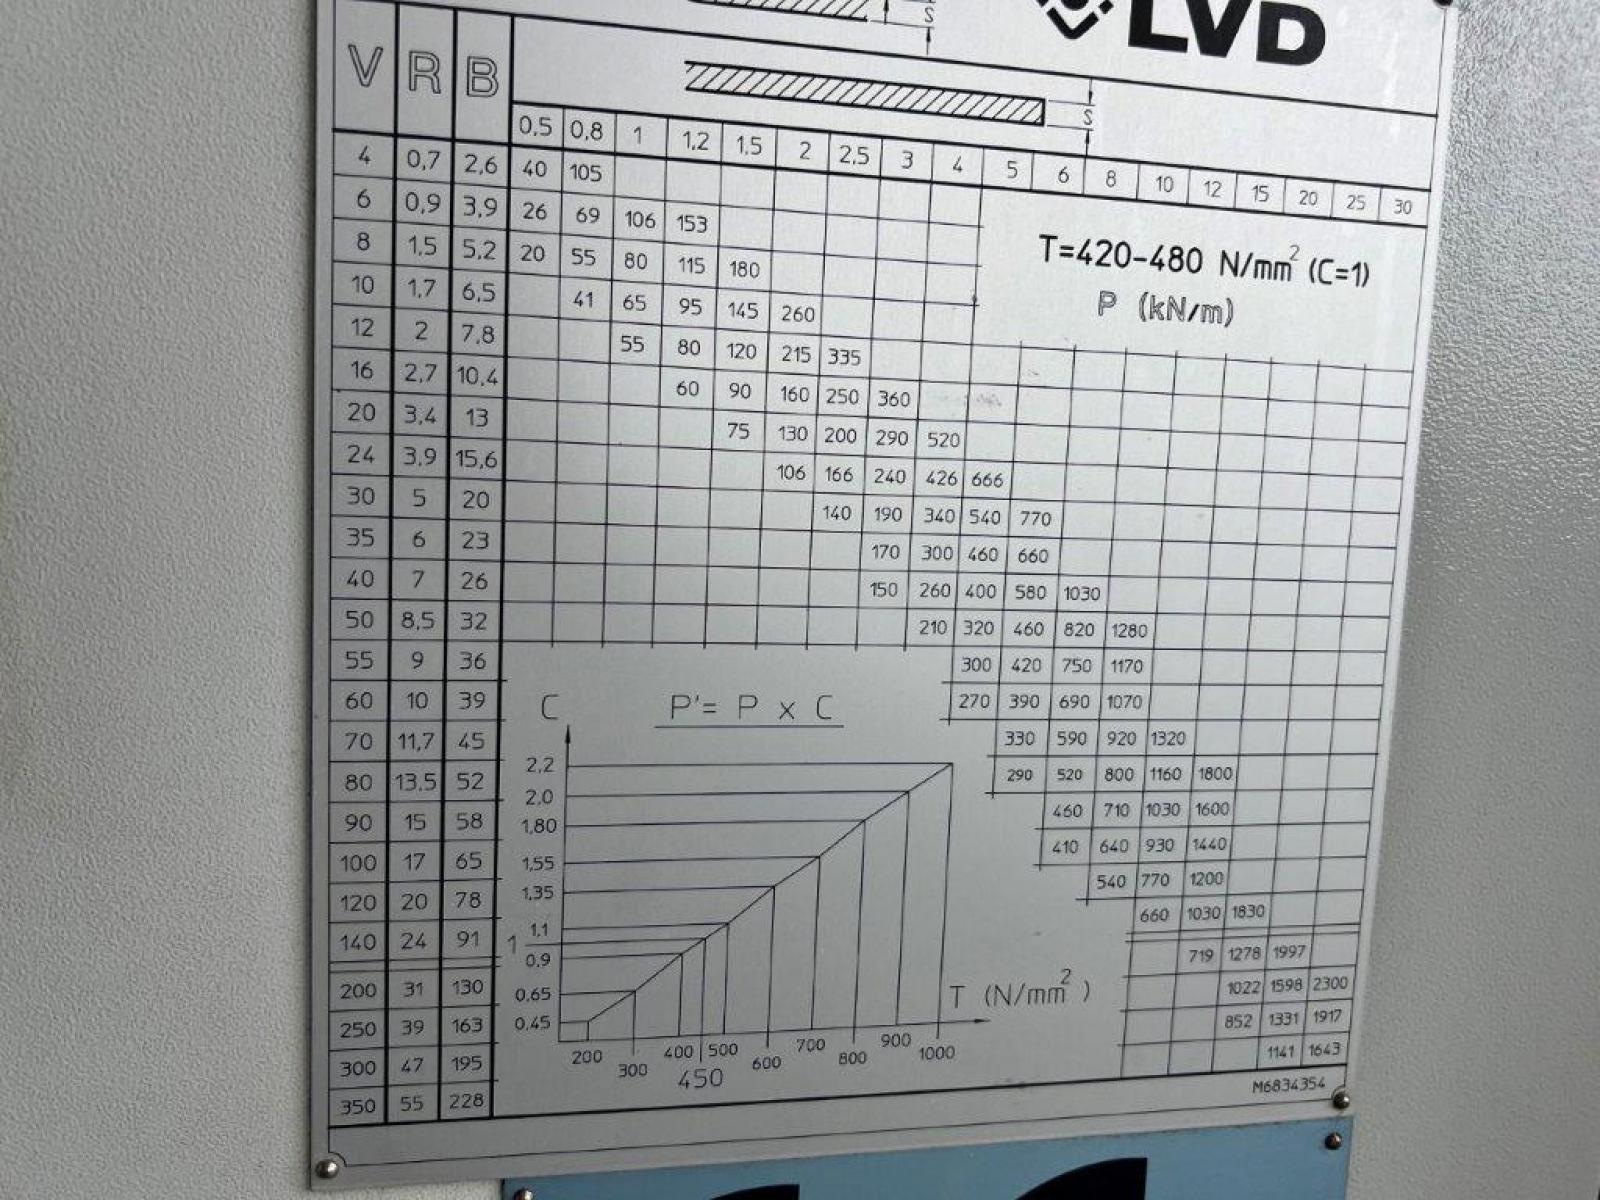 S
LVD
V R B
S
0,5 0,8 1 1,2 1,5 2 2,5 3 4 5 6 8 10 12 15 20 25 30
4 0,7 2,6 40 105
6 0,9 3,9 26 69 106 153
8 1,5 5,2 20 55 80 115 180
T=420-480 N/mm² (C=1)
P (kN/m)
10 1,7 6,5 41 65 95 145 260
12 2 7,8 55 80 120 215 335
16 2,7 10,4 60 90 160 250 360
20 3,4 13 75 130 200 290 520
24 3,9 15,6 106 166 240 426 666
30 5 20 140 190 340 540 770
35 6 23 170 300 460 660
40 7 26 150 260 400 580 1030
50 8,5 32 210 320 460 820 1280
55 9 36 300 420 750 1170
60 10 39 270 390 690 1070
70 11,7 45 330 590 920 1320
80 13,5 52 290 520 800 1160 1800
90 15 58 460 710 1030 1600
100 17 65 410 640 930 1440
120 20 78 540 770 1200
140 24 91 660 1030 1830
200 31 130 719 1278 1997
250 39 163 1022 1598 2300
300 47 195 852 1331 1917
350 55 228 1141 1643
C
P'= P x C
2,2
2,0
1,80
1,55
1,35
1,1
1
0,9
0,65
0,45
T (N/mm²)
200 300 400 450 500 600 700 800 900 1000
M6834354